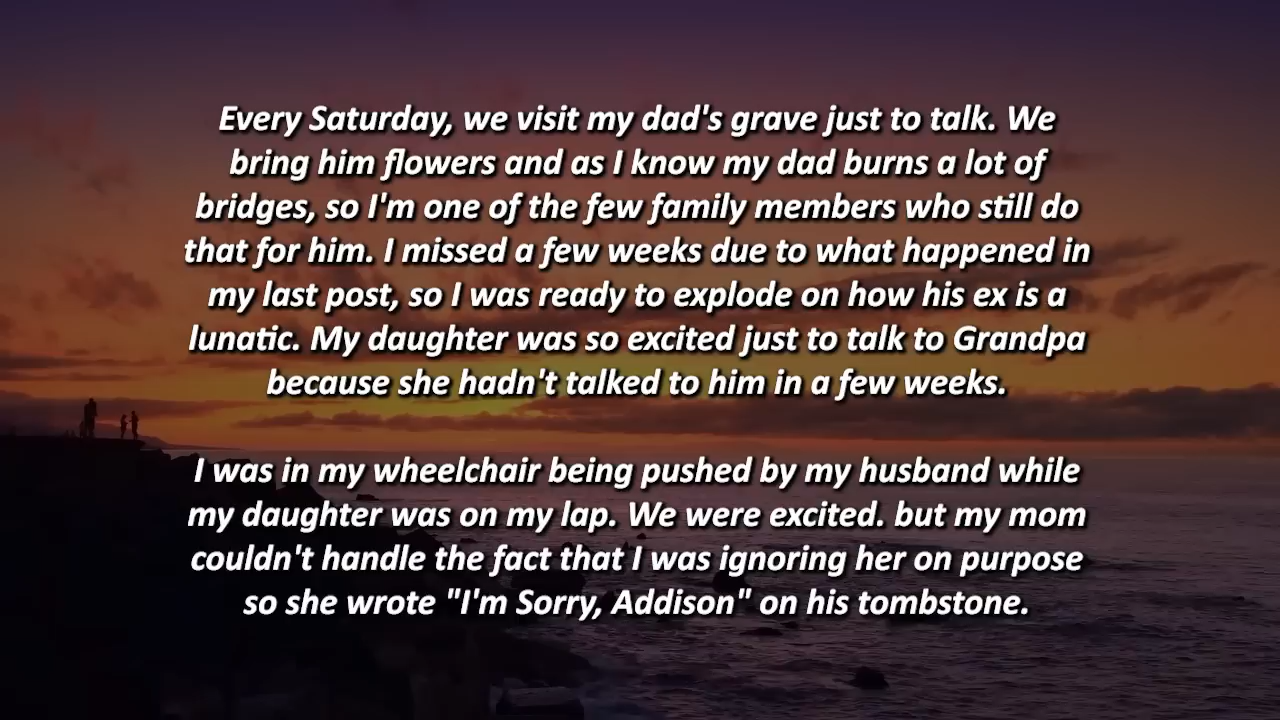 Every Saturday, we visit my dad's grave just to talk. We
bring him flowers and as I know my dad burns a lot of
bridges, so I'm one of the few family members who still do
that for him. I missed a few weeks due to what happened in
my last post, so I was ready to explode on how his ex is a
lunatic. My daughter was so excited just to talk to Grandpa
because she hadn't talked to him in a few weeks.
I was in my wheelchair being pushed by my husband while
my daughter was on my lap. We were excited. but my mom
couldn't handle the fact that I was ignoring her on purpose
so she wrote "I'm Sorry, Addison" on his tombstone.